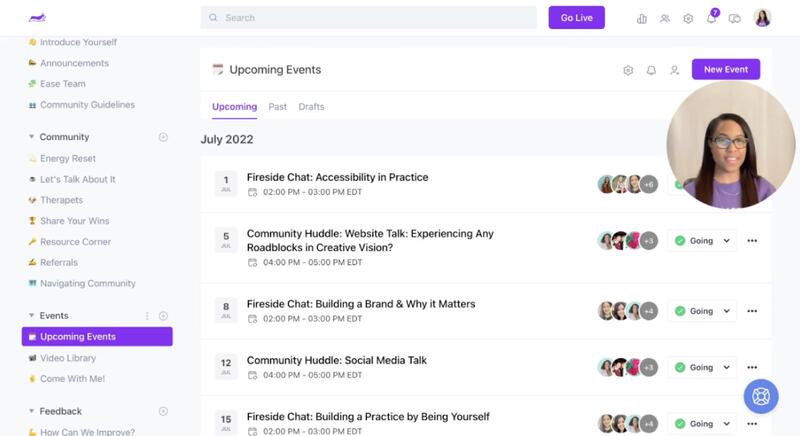 Search
Go Live
7
Introduce Yourself
Announcements
Ease Team
Community Guidelines
Community
Energy Reset
Let's Talk About It
Therapets
Share Your Wins
Resource Corner
Referrals
Navigating Community
Events
Upcoming Events
Video Library
Come With Me!
Feedback
How Can We Improve?
Upcoming Events
New Event
Upcoming
Past
Drafts
July 2022
1
JUL
Fireside Chat: Accessibility in Practice
02:00 PM - 03:00 PM EDT
+6
5
JUL
Community Huddle: Website Talk: Experiencing Any
Roadblocks in Creative Vision?
04:00 PM - 05:00 PM EDT
+3
Going
8
JUL
Fireside Chat: Building a Brand & Why it Matters
02:00 PM - 03:00 PM EDT
+4
Going
12
JUL
Community Huddle: Social Media Talk
04:00 PM - 05:00 PM EDT
+3
Going
15
JUL
Fireside Chat: Building a Practice by Being Yourself
02:00 PM - 03:00 PM EDT
+4
Going